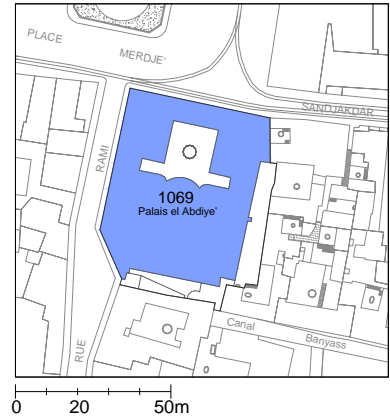 PLACE
MERDJE'
SANDJAKDAR
RAMI
1069
Palais el Abdiye'
RUE
Canal
Banyass
0 20 50m